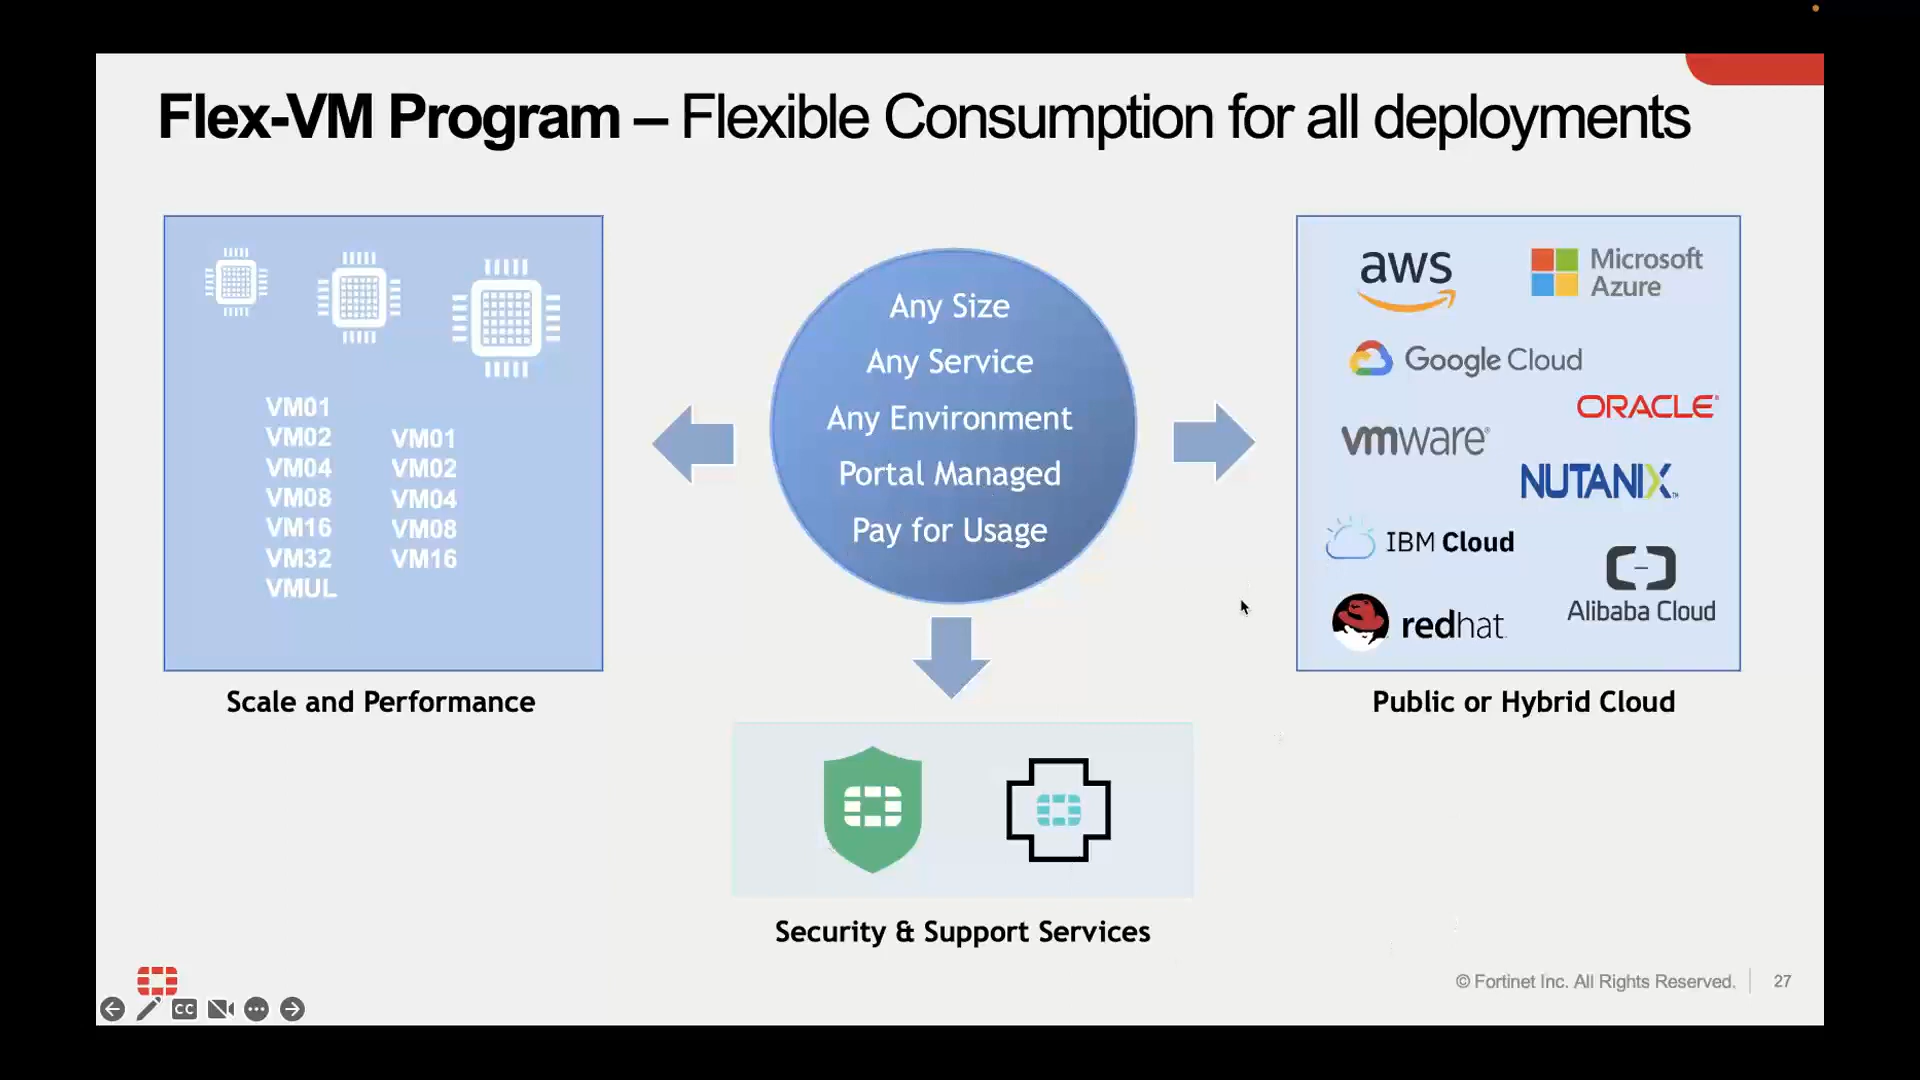 Flex-VM Program – Flexible Consumption for all deployments
VM01
VM02
VM04
VM08
VM16
VM32
VMUL
VM01
VM02
VM04
VM08
VM16
Scale and Performance
Any Size
Any Service
Any Environment
Portal Managed
Pay for Usage
aws
Microsoft
Azure
Google Cloud
ORACLE®
vmware®
NUTANIX™
IBM Cloud
Alibaba Cloud
redhat.
Public or Hybrid Cloud
Security & Support Services
© Fortinet Inc. All Rights Reserved.
27
CC